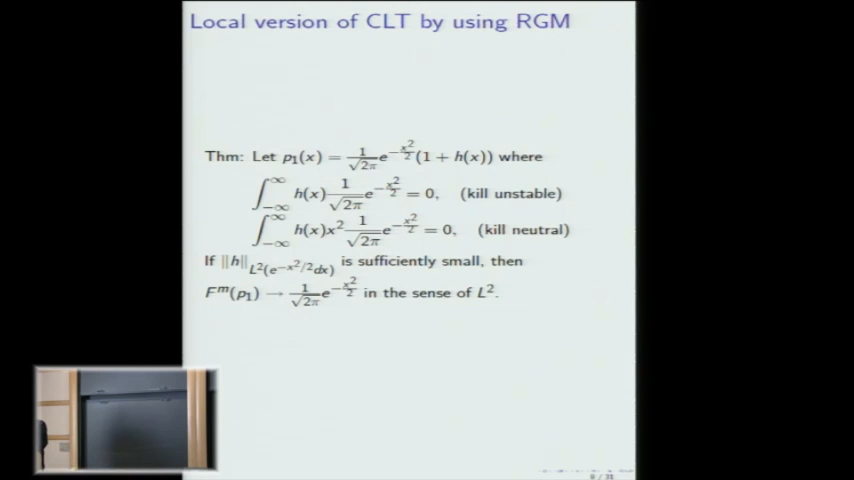 Local version of CLT by using RGM
Thm: Let p₁(x) = 1/√2π e^{-x²/2}(1 + h(x)) where
∫_{-∞}^{∞} h(x) 1/√2π e^{-x²/2} = 0, (kill unstable)
∫_{-∞}^{∞} h(x)x² 1/√2π e^{-x²/2} = 0, (kill neutral)
If ||h||_{L²(e^{-x²/2}dx)} is sufficiently small, then
F^m(p₁) → 1/√2π e^{-x²/2} in the sense of L².
8 / 31